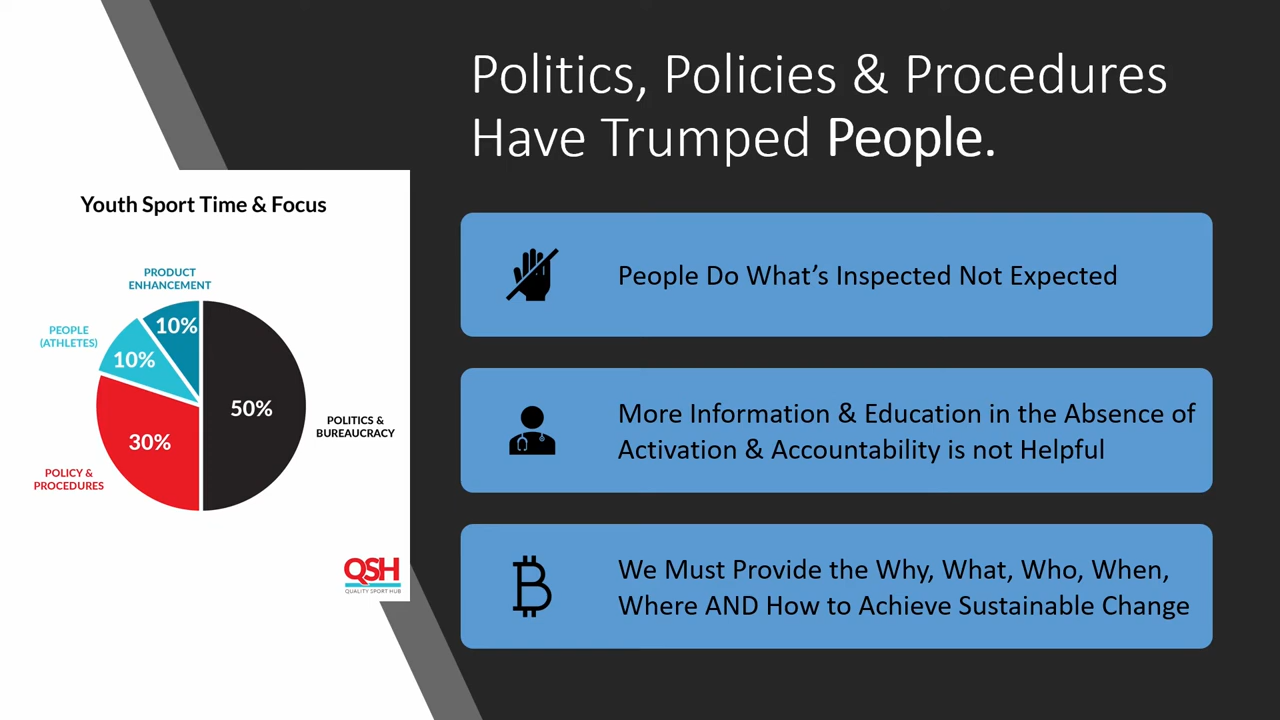 Politics, Policies & Procedures
Have Trumped People.
Youth Sport Time & Focus
PRODUCT
ENHANCEMENT
10%
PEOPLE
(ATHLETES)
10%
50%
POLITICS &
BUREAUCRACY
30%
POLICY &
PROCEDURES
QSH
QUALITY SPORT HUB
People Do What’s Inspected Not Expected
More Information & Education in the Absence of
Activation & Accountability is not Helpful
We Must Provide the Why, What, Who, When,
Where AND How to Achieve Sustainable Change